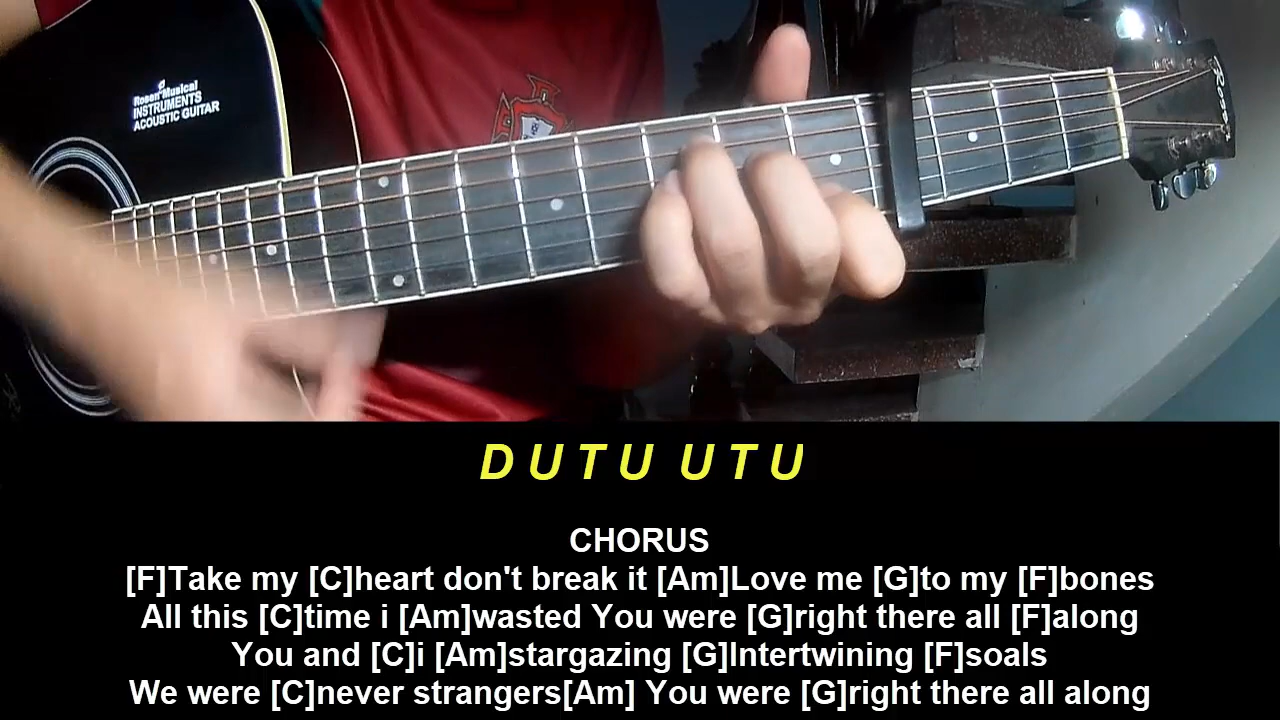 Rosen Musical
INSTRUMENTS
ACOUSTIC GUITAR
Rosen
D U T U U T U
CHORUS
[F]Take my [C]heart don't break it [Am]Love me [G]to my [F]bones
All this [C]time i [Am]wasted You were [G]right there all [F]along
You and [C]i [Am]stargazing [G]Intertwining [F]soals
We were [C]never strangers[Am] You were [G]right there all along